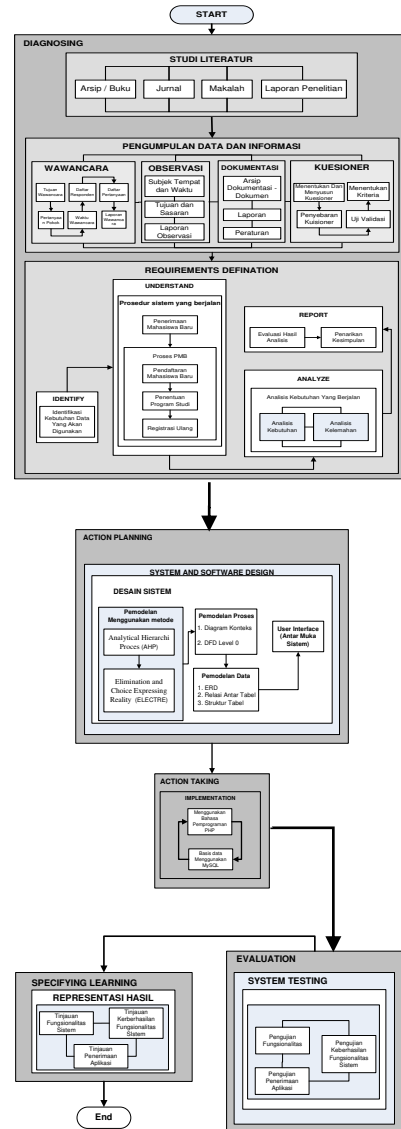 START
DIAGNOSING
STUDI LITERATUR
Arsip / Buku
Jurnal
Makalah
Laporan Penelitian
PENGUMPULAN DATA DAN INFORMASI
WAWANCARA
Tujuan
Wawancara
Daftar
Responden
Daftar
Pertanyaan
Pertanyaa
n Pokok
Waktu
Wawancara
Laporan
Wawanca
ra
OBSERVASI
Subjek Tempat
dan Waktu
Tujuan dan
Sasaran
Laporan
Observasi
DOKUMENTASI
Arsip
Dokumentasi -
Dokumen
Laporan
Peraturan
KUESIONER
Menentukan Dan
Menyusun
Kuesioner
Menentukan
Kriteria
Penyebaran
Kuisioner
Uji Validasi
REQUIREMENTS DEFINATION
UNDERSTAND
Prosedur sistem yang berjalan
Penerimaan
Mahasiswa Baru
Proses PMB
Pendaftaran
Mahasiswa Baru
Penentuan
Program Studi
Registrasi Ulang
IDENTIFY
Identifikasi
Kebutuhan Data
Yang Akan
Digunakan
REPORT
Evaluasi Hasil
Analisis
Penarikan
Kesimpulan
ANALYZE
Analisis Kebutuhan Yang Berjalan
Analisis
Kebutuhan
Analisis
Kelemahan
ACTION PLANNING
SYSTEM AND SOFTWARE DESIGN
DESAIN SISTEM
Pemodelan
Menggunakan metode
Analytical Hierarchi
Proces (AHP)
Elimination and
Choice Expressing
Reality (ELECTRE)
Pemodelan Proses
1. Diagram Konteks
2. DFD Level 0
Pemodelan Data
1. ERD
2. Relasi Antar Tabel
3. Struktur Tabel
User Interface
(Antar Muka
Sistem)
ACTION TAKING
IMPLEMENTATION
Menggunakan
Bahasa
Pemprograman
PHP
Basis data
Menggunakan
MySQL
SPECIFYING LEARNING
REPRESENTASI HASIL
Tinjauan
Fungsionalitas
Sistem
Tinjauan
Kerberhasilan
Fungsionalitas
Sistem
Tinjauan
Penerimaan
Aplikasi
End
EVALUATION
SYSTEM TESTING
Pengujian
Fungsionalitas
Pengujian
Keberhasilan
Fungsionalitas
Sistem
Pengujian
Penerimaan
Aplikasi